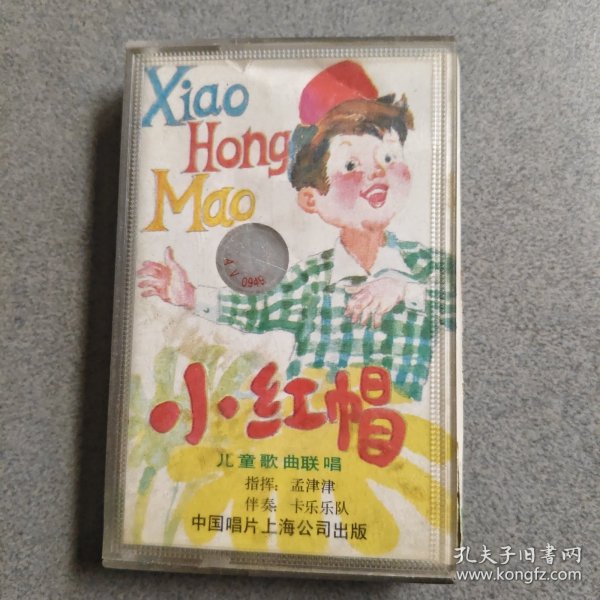 Xiao
Hong
Mao
A V 0946
小红帽
儿童歌曲联唱
指挥：孟津津
伴奏：卡乐乐队
中国唱片上海公司出版
孔夫子旧书网
www.kongfz.com